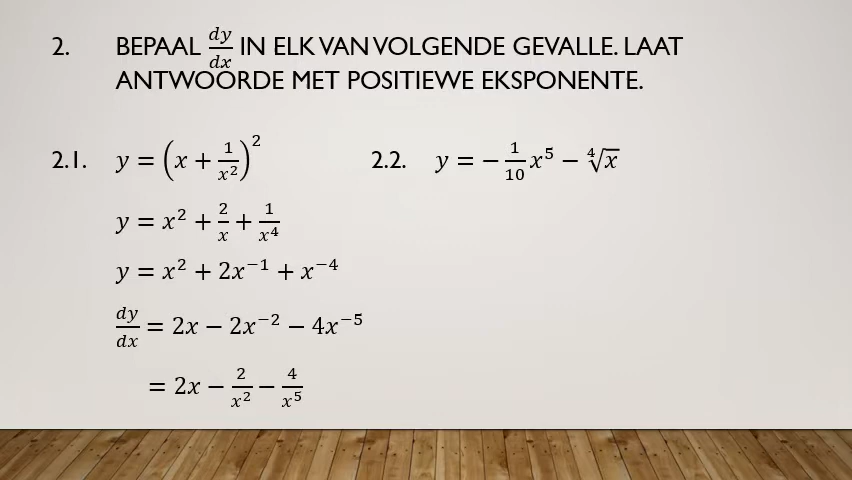 2. BEPAAL dy/dx IN ELK VAN VOLGENDE GEVALLE. LAAT
ANTWOORDE MET POSITIEWE EKSPONENTE.
2.1. y = (x + 1/x²)²
2.2. y = −1/10 x⁵ − ⁴√x
y = x² + 2/x + 1/x⁴
y = x² + 2x⁻¹ + x⁻⁴
dy/dx = 2x − 2x⁻² − 4x⁻⁵
= 2x − 2/x² − 4/x⁵